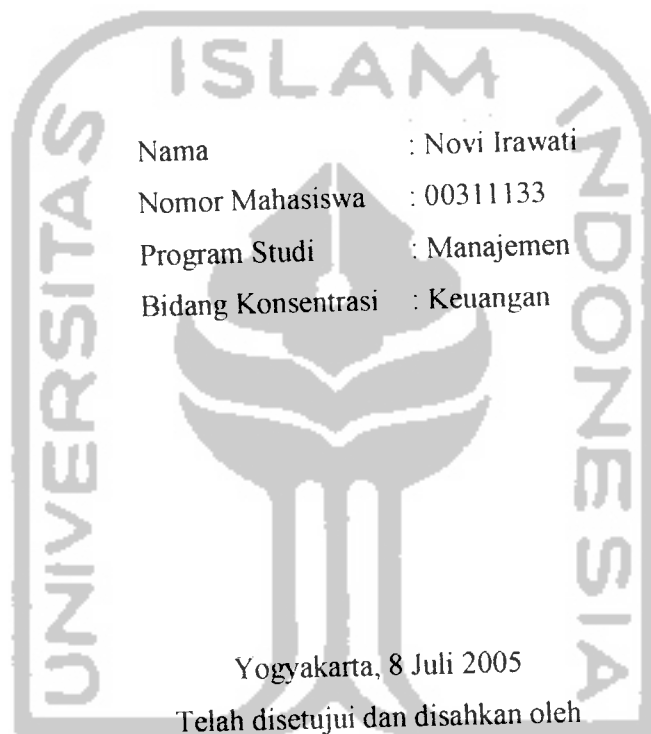 UNIVERSITAS ISLAM INDONESIA
Nama : Novi Irawati
Nomor Mahasiswa : 00311133
Program Studi : Manajemen
Bidang Konsentrasi : Keuangan
Yogyakarta, 8 Juli 2005
Telah disetujui dan disahkan oleh